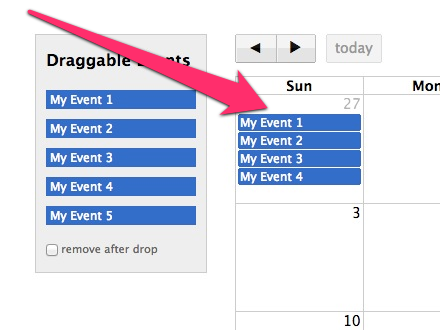 Draggable Events
My Event 1
My Event 2
My Event 3
My Event 4
My Event 5
remove after drop
today
Sun
Mon
27
My Event 1
My Event 2
My Event 3
My Event 4
3
10